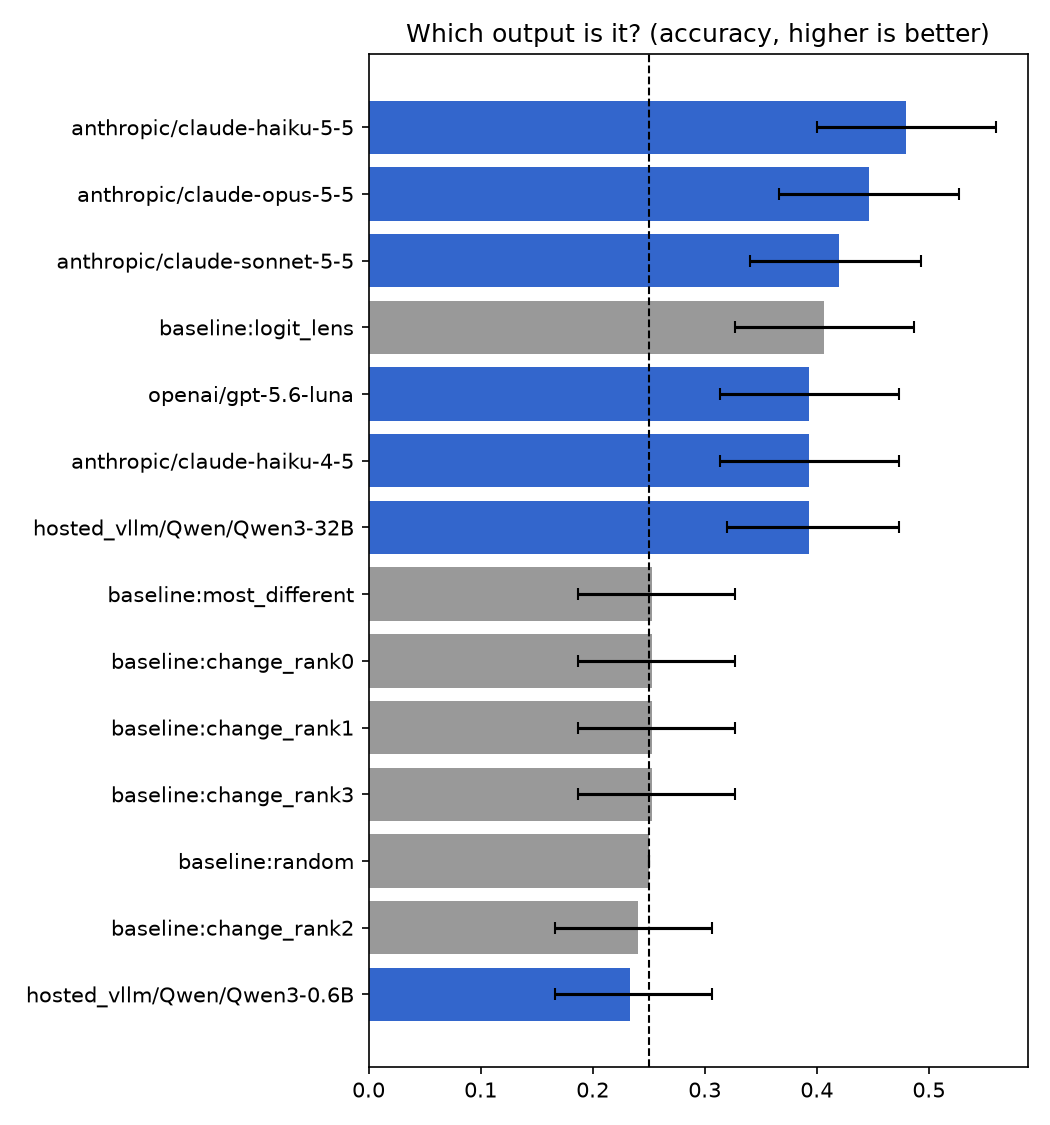 Which output is it? (accuracy, higher is better)
anthropic/claude-haiku-5-5
anthropic/claude-opus-5-5
anthropic/claude-sonnet-5-5
baseline:logit_lens
openai/gpt-5.6-luna
anthropic/claude-haiku-4-5
hosted_vllm/Qwen/Qwen3-32B
baseline:most_different
baseline:change_rank0
baseline:change_rank1
baseline:change_rank3
baseline:random
baseline:change_rank2
hosted_vllm/Qwen/Qwen3-0.6B
0.0 0.1 0.2 0.3 0.4 0.5